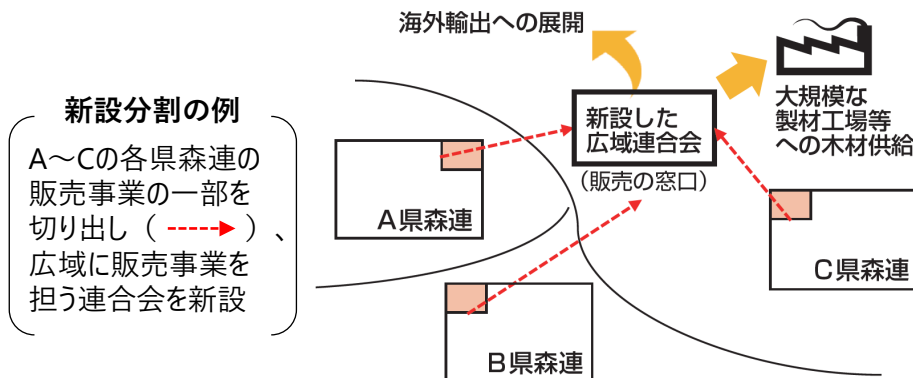 海外輸出への展開
新設分割の例
A～Cの各県森連の
販売事業の一部を
切り出し（ ）、
広域に販売事業を
担う連合会を新設
新設した
広域連合会
（販売の窓口）
大規模な
製材工場等
への木材供給
A県森連
B県森連
C県森連